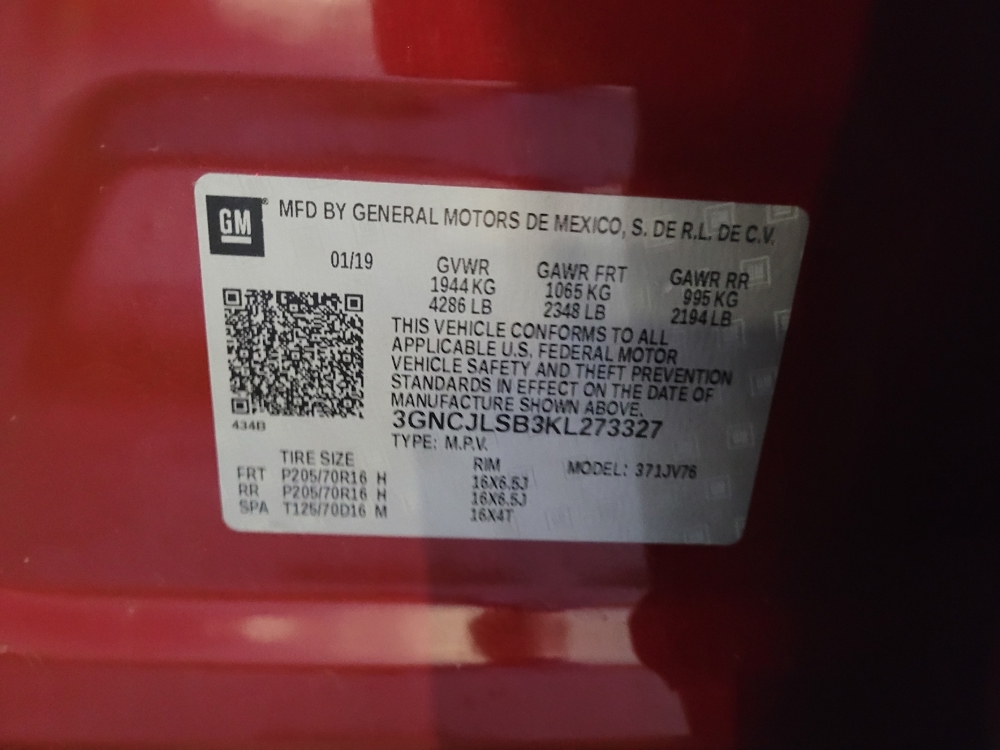 GM MFD BY GENERAL MOTORS DE MEXICO, S. DE R.L. DE C.V.
01/19
GVWR GAWR FRT GAWR RR
1944 KG 1065 KG 995 KG
4286 LB 2348 LB 2194 LB
THIS VEHICLE CONFORMS TO ALL
APPLICABLE U.S. FEDERAL MOTOR
VEHICLE SAFETY AND THEFT PREVENTION
STANDARDS IN EFFECT ON THE DATE OF
MANUFACTURE SHOWN ABOVE.
434B
3GNCJLSB3KL273327
TYPE: M.P.V.
TIRE SIZE RIM MODEL: 371JV76
FRT P205/70R16 H 16X6.5J
RR P205/70R16 H 16X6.5J
SPA T125/70D16 M 16X4T